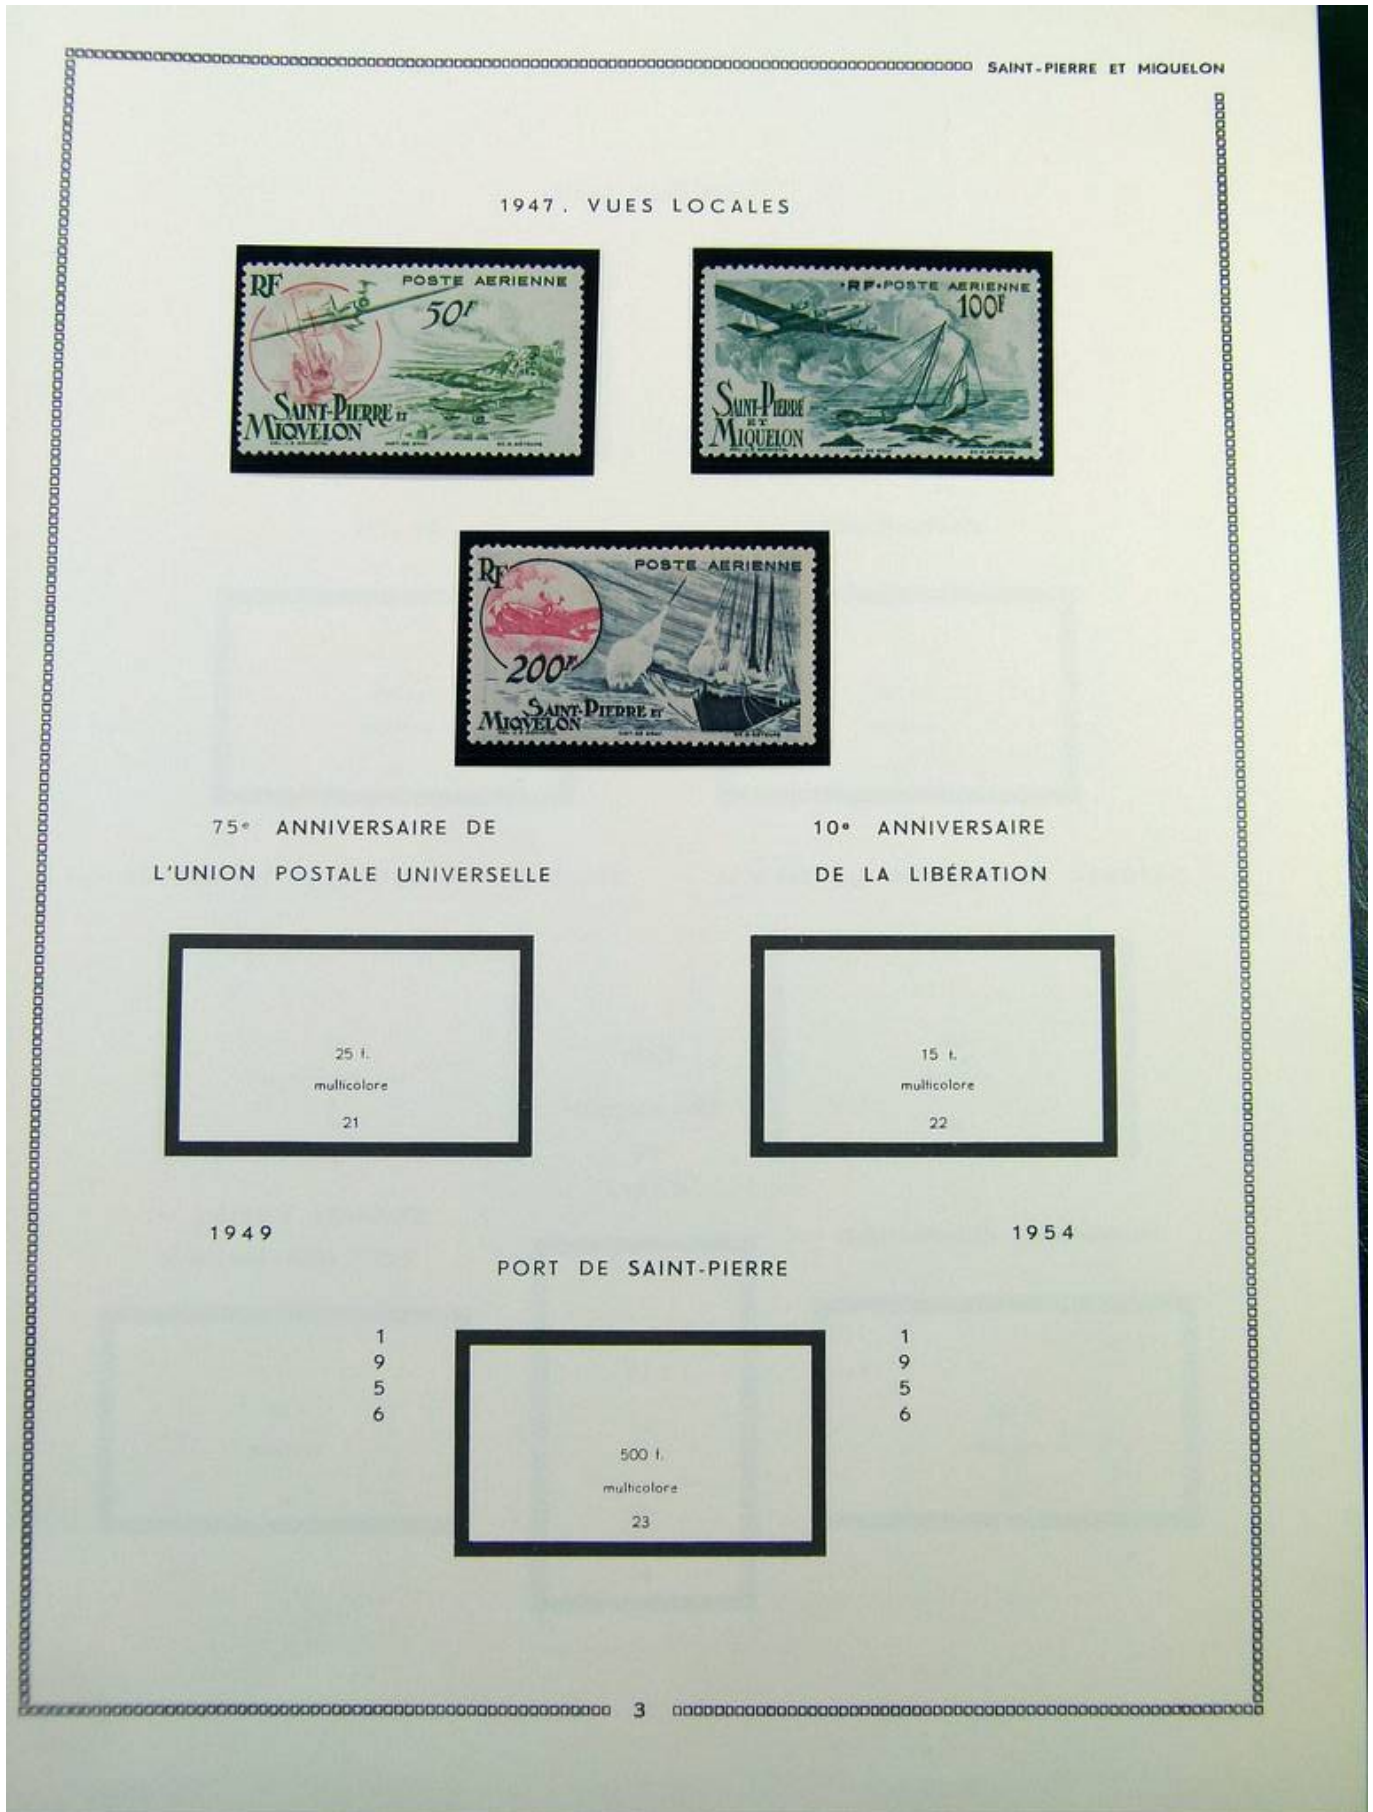 SAINT-PIERRE ET MIQUELON
1947. VUES LOCALES
RF
POSTE AERIENNE
50F
SAINT-PIERRE ET
MIQVELON
·RF·POSTE AERIENNE
100F
SAINT-PIERRE
ET
MIQUELON
RF
POSTE AERIENNE
200F
SAINT-PIERRE ET
MIQVELON
75e ANNIVERSAIRE DE
L'UNION POSTALE UNIVERSELLE
10e ANNIVERSAIRE
DE LA LIBÉRATION
25 f.
multicolore
21
15 f.
multicolore
22
1949
1954
PORT DE SAINT-PIERRE
1
9
5
6
1
9
5
6
500 f.
multicolore
23
3